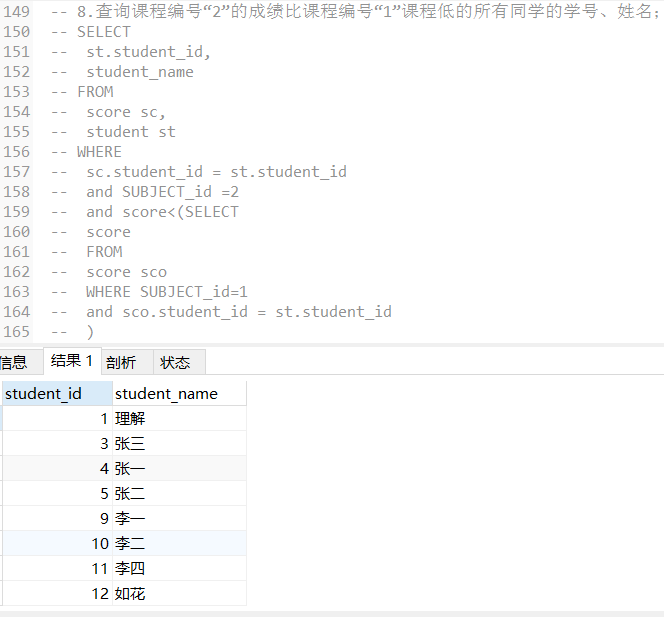 149 -- 8.查询课程编号“2”的成绩比课程编号“1”课程低的所有同学的学号、姓名;
150 -- SELECT
151 -- st.student_id,
152 -- student_name
153 -- FROM
154 -- score sc,
155 -- student st
156 -- WHERE
157 -- sc.student_id = st.student_id
158 -- and SUBJECT_id =2
159 -- and score<(SELECT
160 -- score
161 -- FROM
162 -- score sco
163 -- WHERE SUBJECT_id=1
164 -- and sco.student_id = st.student_id
165 -- )
信息 结果 1 剖析 状态
student_id student_name
1 理解
3 张三
4 张一
5 张二
9 李一
10 李二
11 李四
12 如花